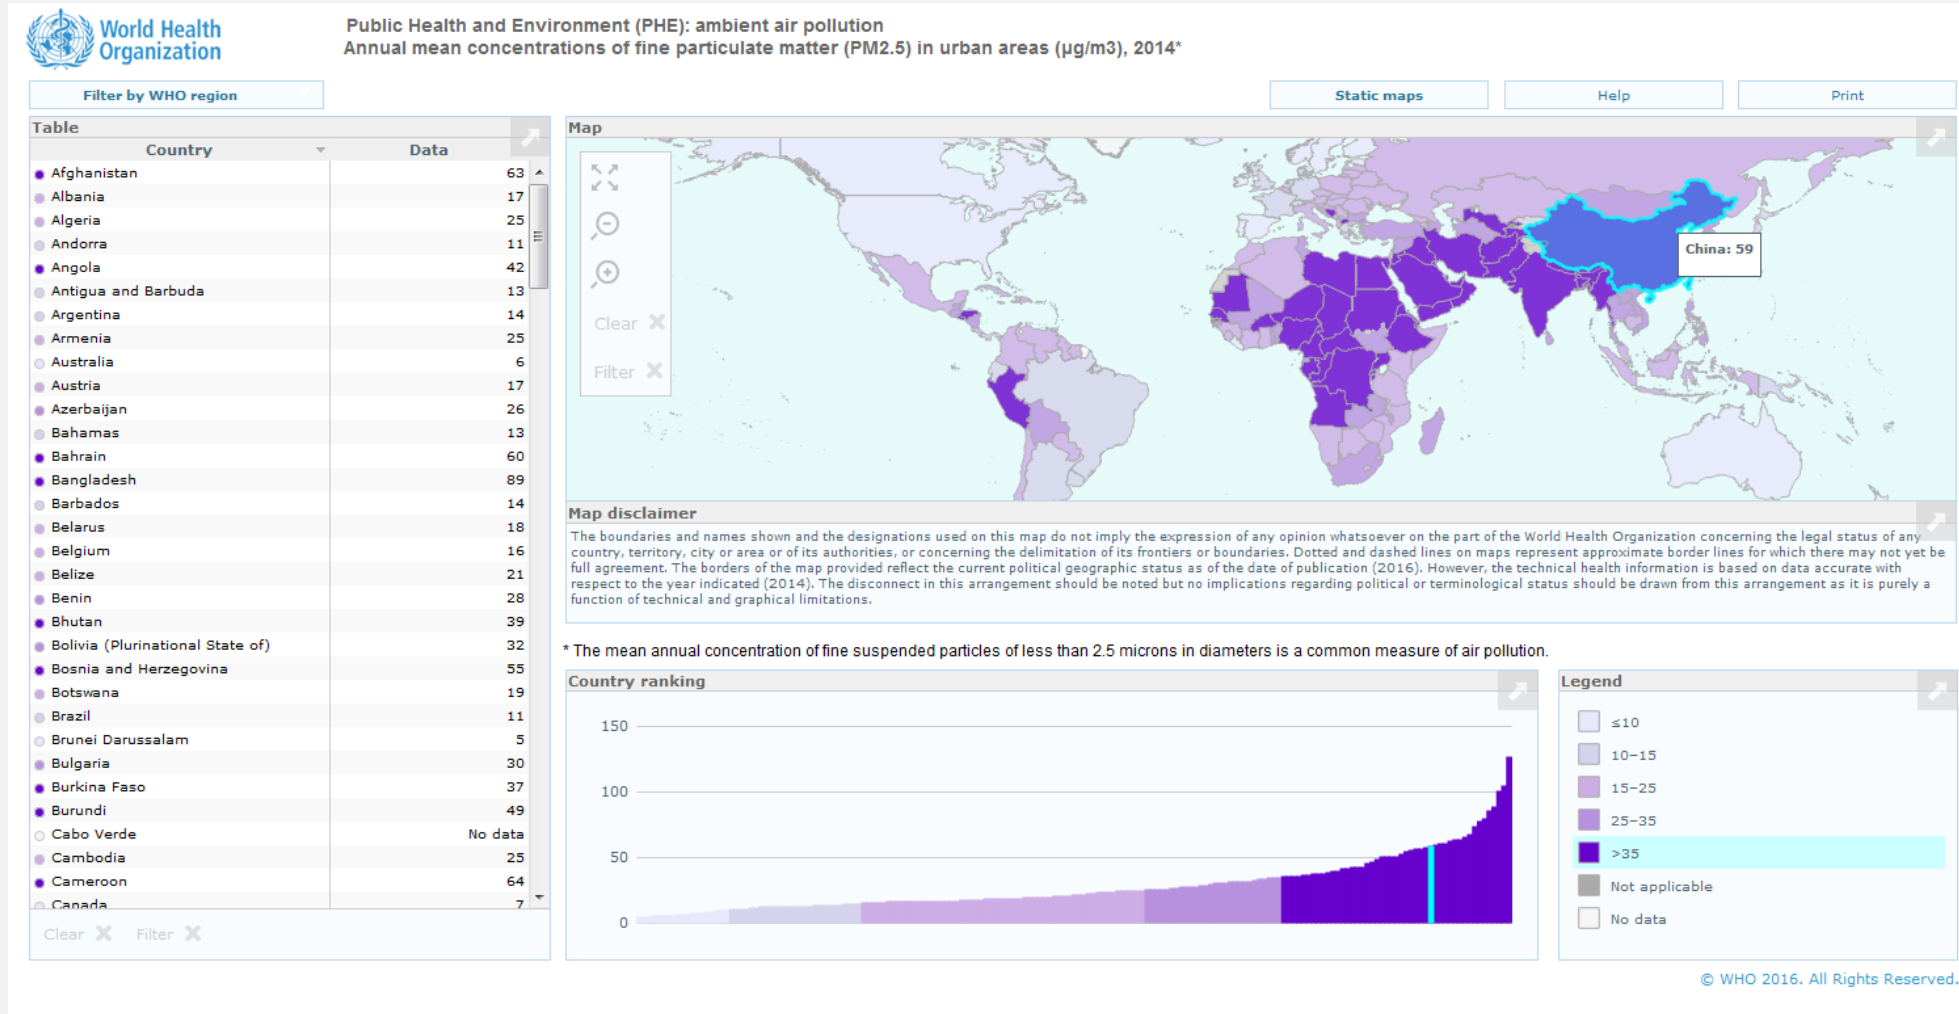 World Health
Organization
Public Health and Environment (PHE): ambient air pollution
Annual mean concentrations of fine particulate matter (PM2.5) in urban areas (µg/m3), 2014*
Filter by WHO region
Static maps
Help
Print
Table
Country Data
Afghanistan 63
Albania 17
Algeria 25
Andorra 11
Angola 42
Antigua and Barbuda 13
Argentina 14
Armenia 25
Australia 6
Austria 17
Azerbaijan 26
Bahamas 13
Bahrain 60
Bangladesh 89
Barbados 14
Belarus 18
Belgium 16
Belize 21
Benin 28
Bhutan 39
Bolivia (Plurinational State of) 32
Bosnia and Herzegovina 55
Botswana 19
Brazil 11
Brunei Darussalam 5
Bulgaria 30
Burkina Faso 37
Burundi 49
Cabo Verde No data
Cambodia 25
Cameroon 64
Canada 7
Clear Filter
Map
Clear
Filter
China: 59
Map disclaimer
The boundaries and names shown and the designations used on this map do not imply the expression of any opinion whatsoever on the part of the World Health Organization concerning the legal status of any
country, territory, city or area or of its authorities, or concerning the delimitation of its frontiers or boundaries. Dotted and dashed lines on maps represent approximate border lines for which there may not yet be
full agreement. The borders of the map provided reflect the current political geographic status as of the date of publication (2016). However, the technical health information is based on data accurate with
respect to the year indicated (2014). The disconnect in this arrangement should be noted but no implications regarding political or terminological status should be drawn from this arrangement as it is purely a
function of technical and graphical limitations.
* The mean annual concentration of fine suspended particles of less than 2.5 microns in diameters is a common measure of air pollution.
Country ranking
150
100
50
0
Legend
≤10
10–15
15–25
25–35
>35
Not applicable
No data
© WHO 2016. All Rights Reserved.